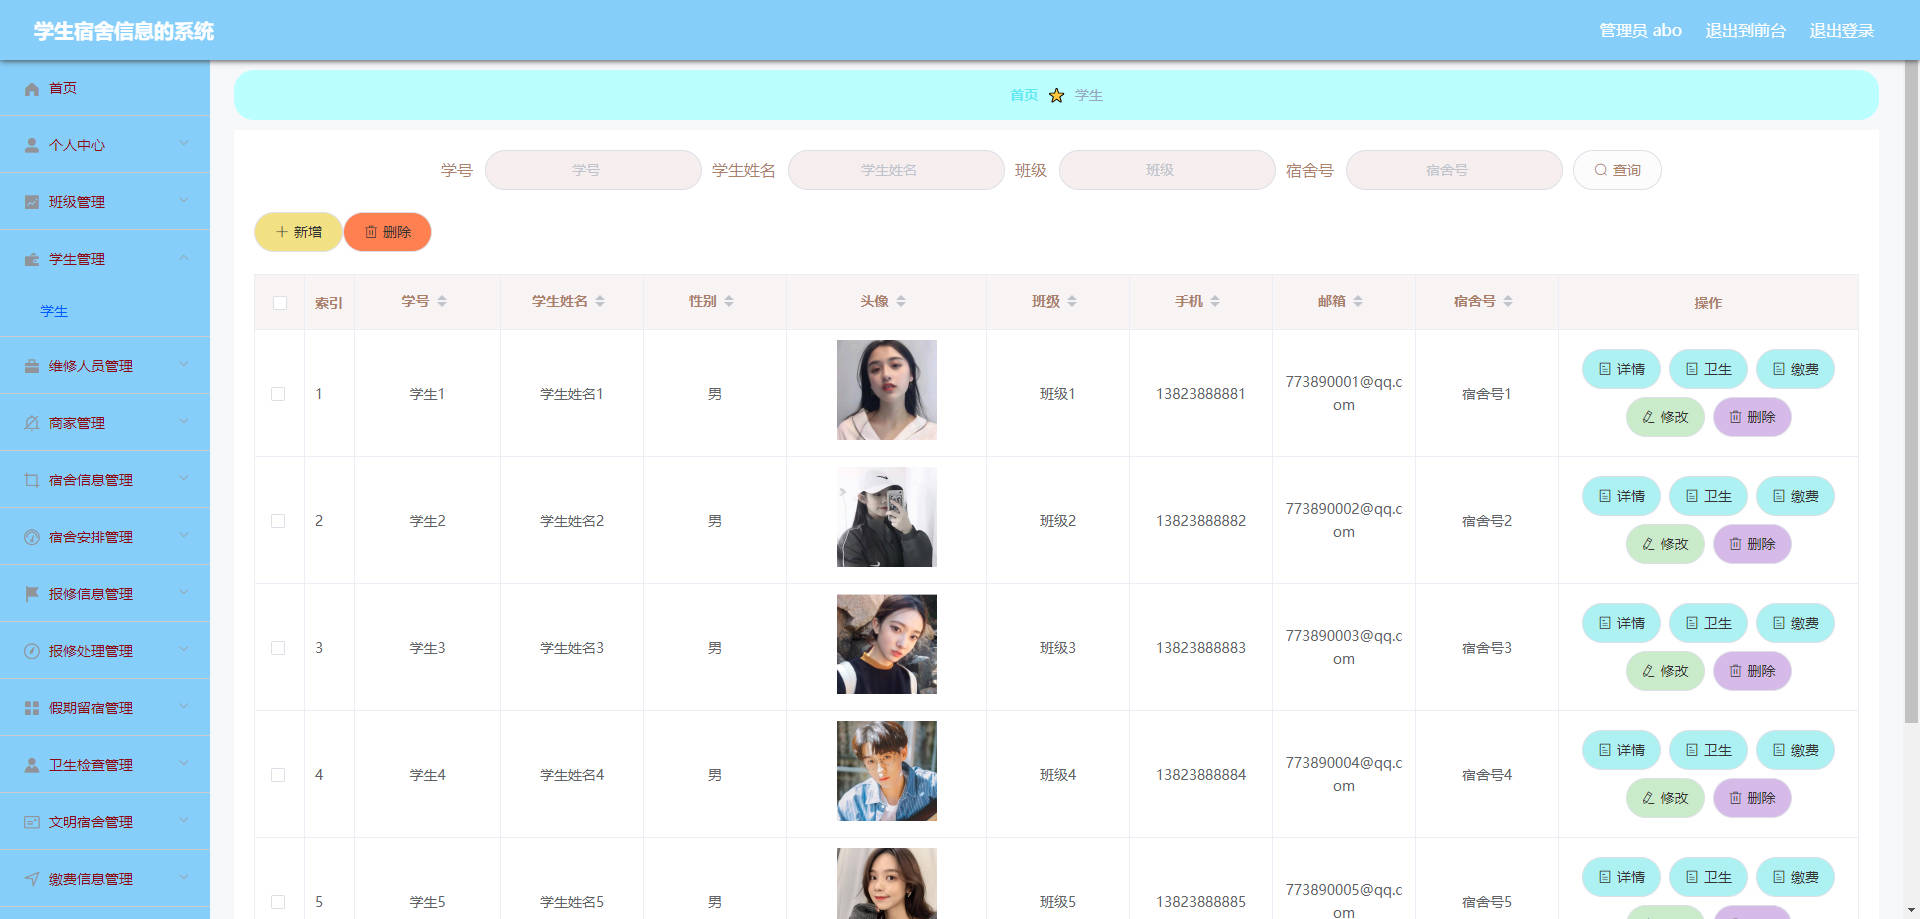 学生宿舍信息的系统
管理员 abo 退出到前台 退出登录
首页
个人中心
班级管理
学生管理
学生
维修人员管理
商家管理
宿舍信息管理
宿舍安排管理
报修信息管理
报修处理管理
假期留宿管理
卫生检查管理
文明宿舍管理
缴费信息管理
首页 学生
学号 学号 学生姓名 学生姓名 班级 班级 宿舍号 宿舍号 查询
新增 删除
索引 学号 学生姓名 性别 头像 班级 手机 邮箱 宿舍号 操作
1 学生1 学生姓名1 男 班级1 13823888881 773890001@qq.c
om
宿舍号1 详情 卫生 缴费
修改 删除
2 学生2 学生姓名2 男 班级2 13823888882 773890002@qq.c
om
宿舍号2 详情 卫生 缴费
修改 删除
3 学生3 学生姓名3 男 班级3 13823888883 773890003@qq.c
om
宿舍号3 详情 卫生 缴费
修改 删除
4 学生4 学生姓名4 男 班级4 13823888884 773890004@qq.c
om
宿舍号4 详情 卫生 缴费
修改 删除
5 学生5 学生姓名5 男 班级5 13823888885 773890005@qq.c
om
宿舍号5 详情 卫生 缴费